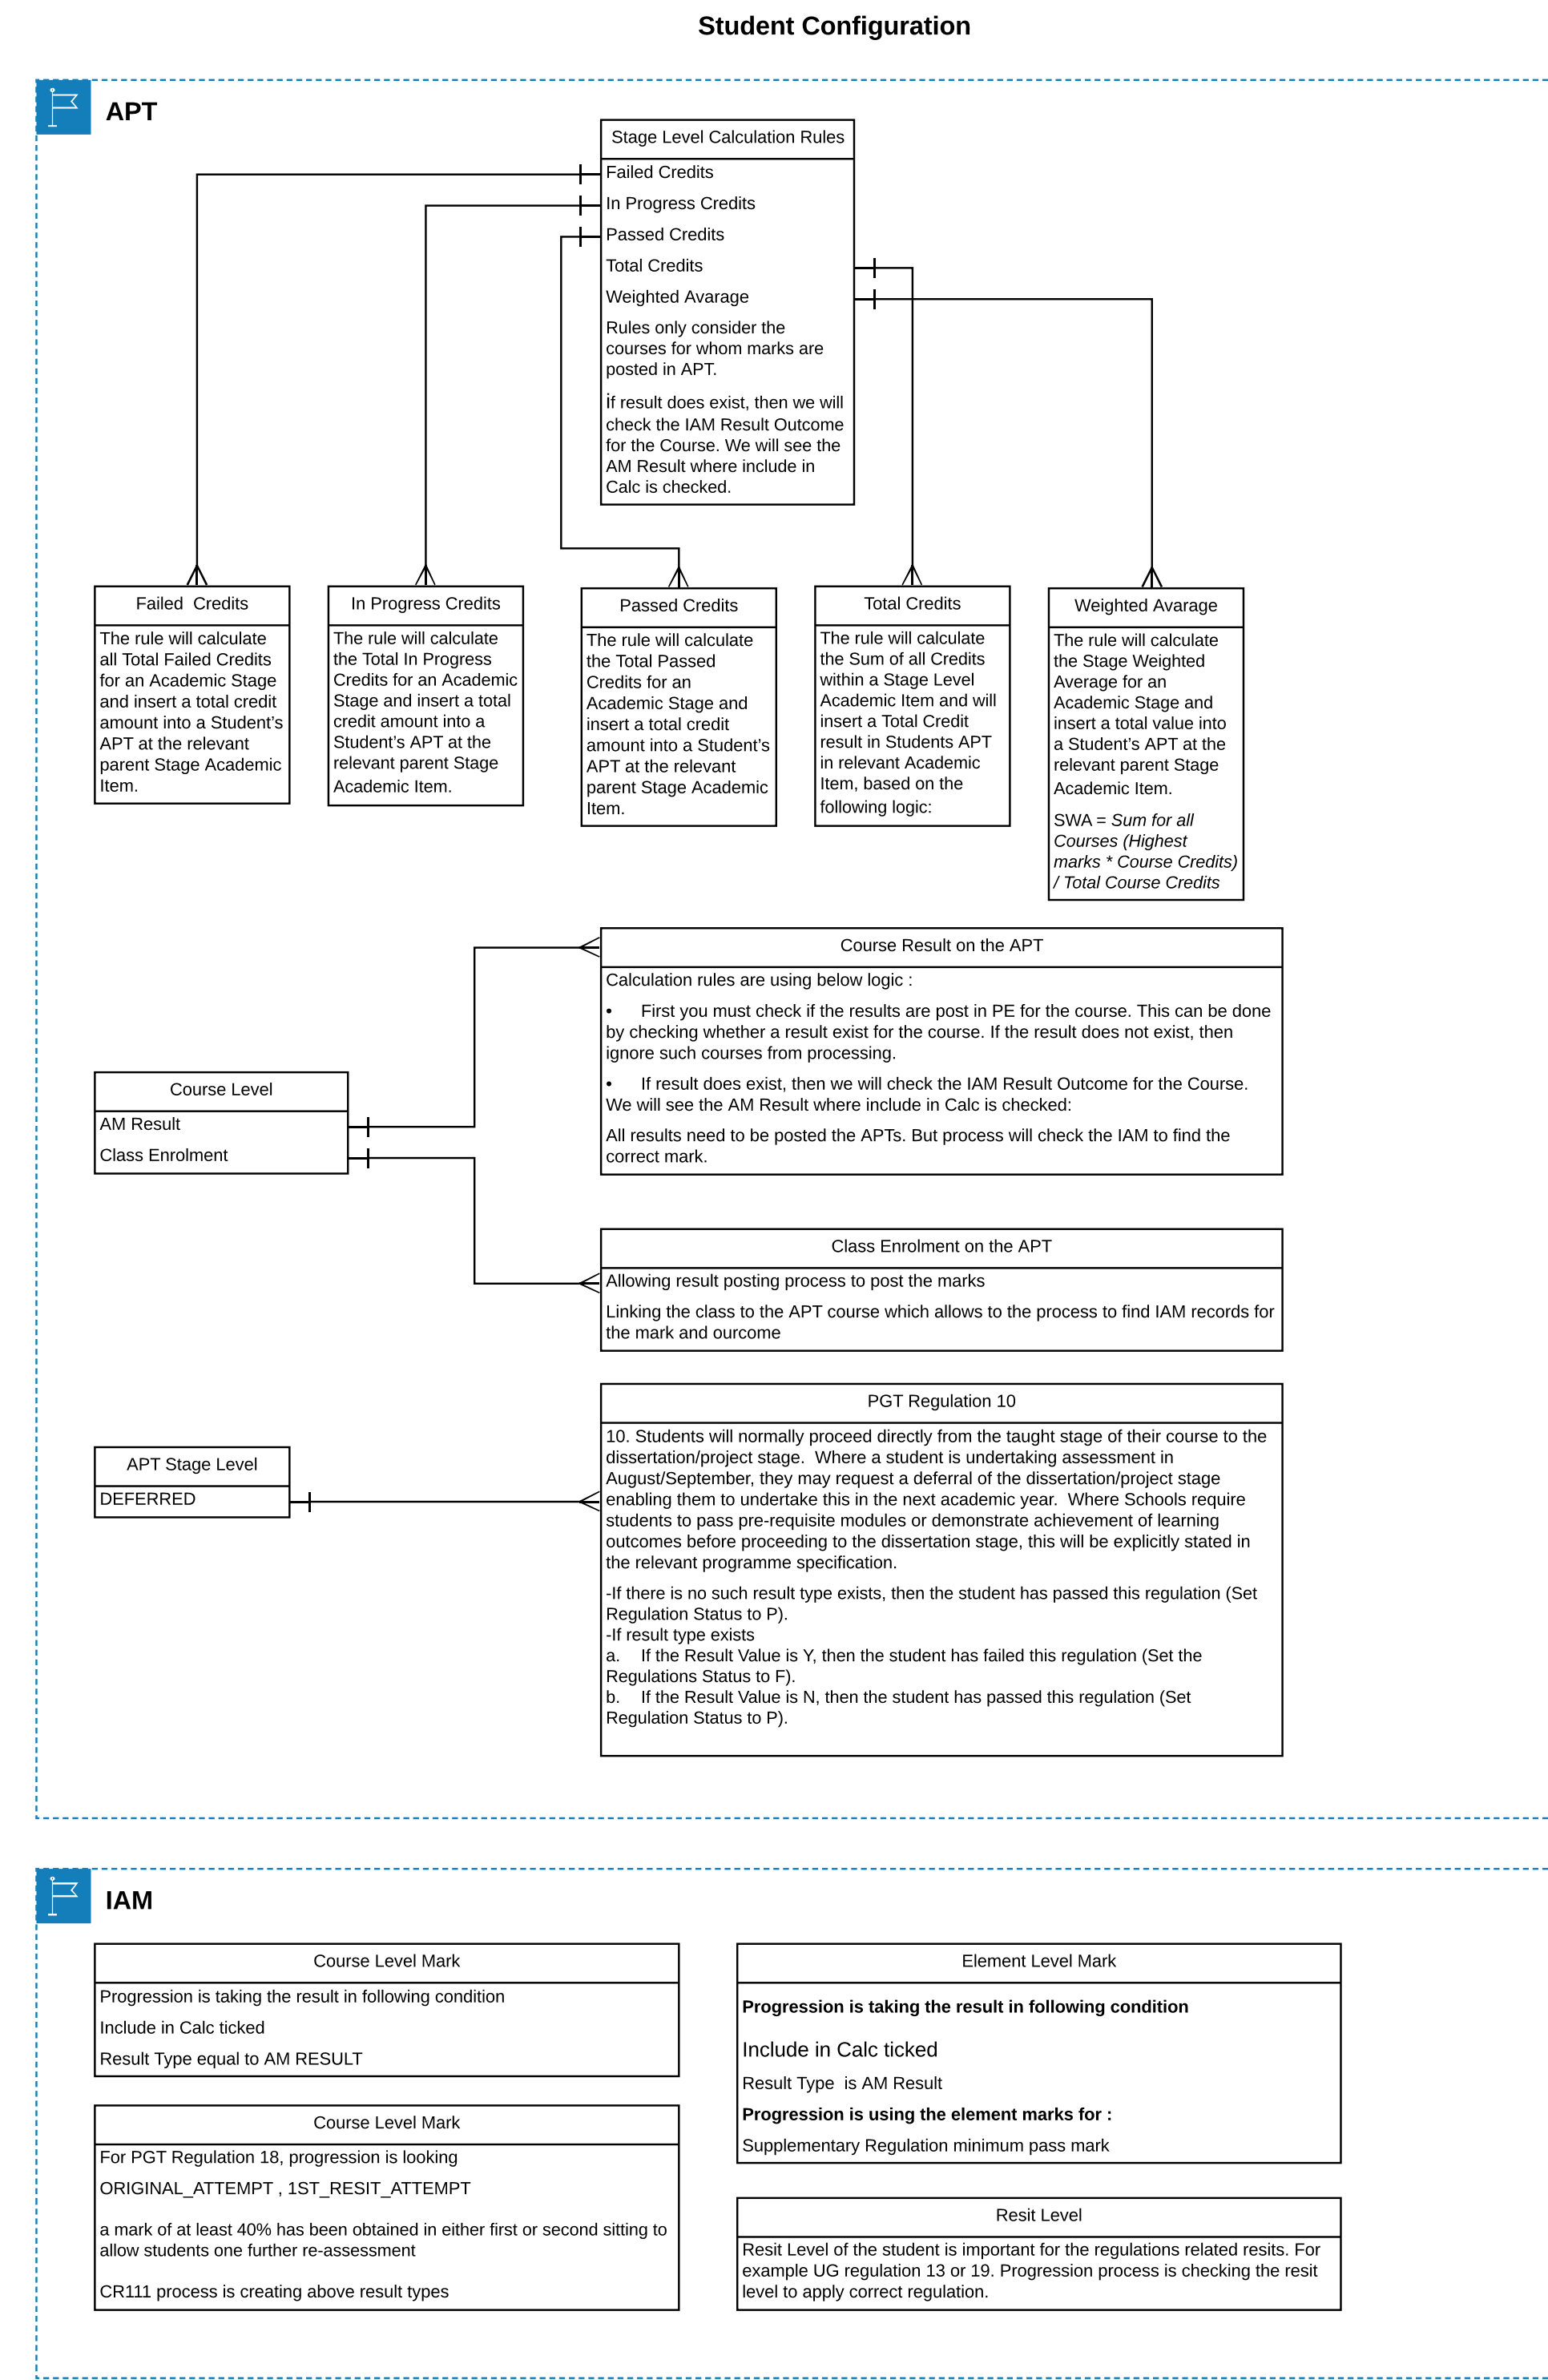 Student Configuration
APT
Stage Level Calculation Rules
Failed Credits
In Progress Credits
Passed Credits
Total Credits
Weighted Avarage
Rules only consider the
courses for whom marks are
posted in APT.
if result does exist, then we will
check the IAM Result Outcome
for the Course. We will see the
AM Result where include in
Calc is checked.
Failed  Credits
The rule will calculate
all Total Failed Credits
for an Academic Stage
and insert a total credit
amount into a Student’s
APT at the relevant
parent Stage Academic
Item.
In Progress Credits
The rule will calculate
the Total In Progress
Credits for an Academic
Stage and insert a total
credit amount into a
Student’s APT at the
relevant parent Stage
Academic Item.
Passed Credits
The rule will calculate
the Total Passed
Credits for an
Academic Stage and
insert a total credit
amount into a Student’s
APT at the relevant
parent Stage Academic
Item.
Total Credits
The rule will calculate
the Sum of all Credits
within a Stage Level
Academic Item and will
insert a Total Credit
result in Students APT
in relevant Academic
Item, based on the
following logic:
Weighted Avarage
The rule will calculate
the Stage Weighted
Average for an
Academic Stage and
insert a total value into
a Student’s APT at the
relevant parent Stage
Academic Item.
SWA = Sum for all
Courses (Highest
marks * Course Credits)
/ Total Course Credits
Course Result on the APT
Calculation rules are using below logic :
• First you must check if the results are post in PE for the course. This can be done
by checking whether a result exist for the course. If the result does not exist, then
ignore such courses from processing.
• If result does exist, then we will check the IAM Result Outcome for the Course.
We will see the AM Result where include in Calc is checked:
All results need to be posted the APTs. But process will check the IAM to find the
correct mark.
Course Level
AM Result
Class Enrolment
Class Enrolment on the APT
Allowing result posting process to post the marks
Linking the class to the APT course which allows to the process to find IAM records for
the mark and ourcome
PGT Regulation 10
10. Students will normally proceed directly from the taught stage of their course to the
dissertation/project stage.  Where a student is undertaking assessment in
August/September, they may request a deferral of the dissertation/project stage
enabling them to undertake this in the next academic year.  Where Schools require
students to pass pre-requisite modules or demonstrate achievement of learning
outcomes before proceeding to the dissertation stage, this will be explicitly stated in
the relevant programme specification.
-If there is no such result type exists, then the student has passed this regulation (Set
Regulation Status to P).
-If result type exists
a. If the Result Value is Y, then the student has failed this regulation (Set the
Regulations Status to F).
b. If the Result Value is N, then the student has passed this regulation (Set
Regulation Status to P).
APT Stage Level
DEFERRED
IAM
Course Level Mark
Progression is taking the result in following condition
Include in Calc ticked
Result Type equal to AM RESULT
Element Level Mark
Progression is taking the result in following condition
Include in Calc ticked
Result Type  is AM Result
Progression is using the element marks for :
Supplementary Regulation minimum pass mark
Course Level Mark
For PGT Regulation 18, progression is looking
ORIGINAL_ATTEMPT , 1ST_RESIT_ATTEMPT
a mark of at least 40% has been obtained in either first or second sitting to
allow students one further re-assessment
CR111 process is creating above result types
Resit Level
Resit Level of the student is important for the regulations related resits. For
example UG regulation 13 or 19. Progression process is checking the resit
level to apply correct regulation.